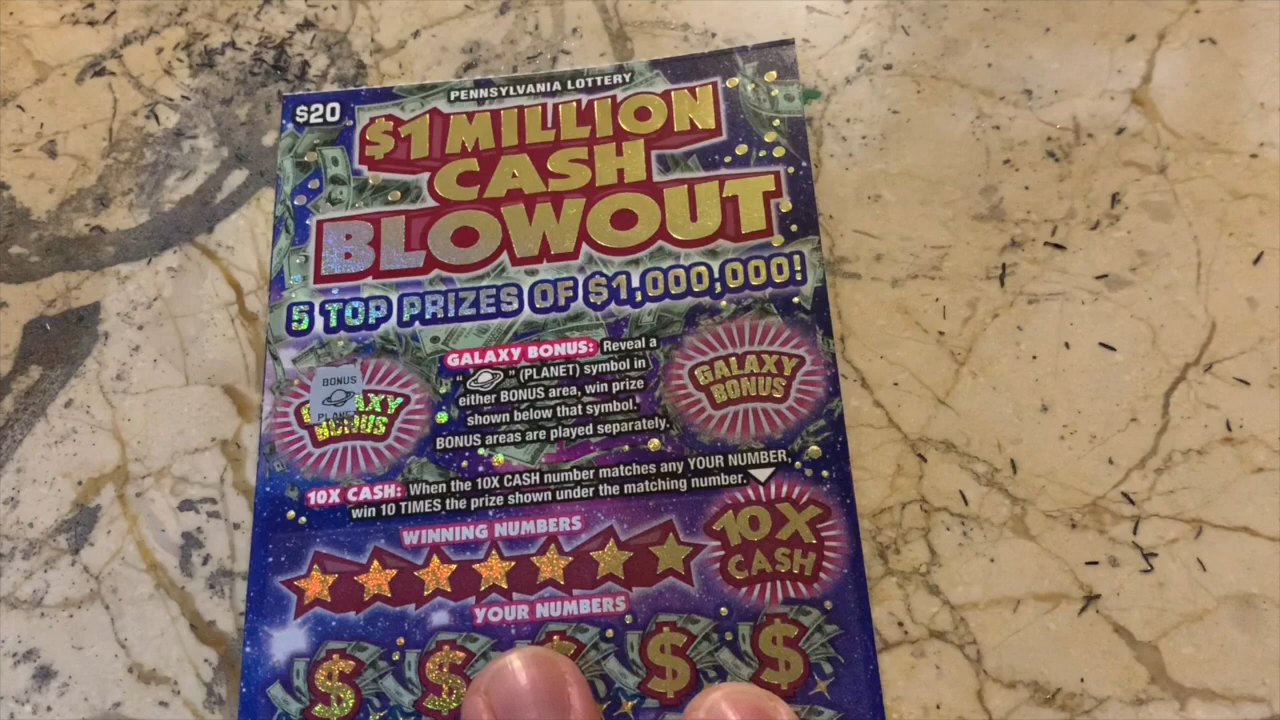 PENNSYLVANIA LOTTERY
$20
$1 MILLION
CASH
BLOWOUT
5 TOP PRIZES OF $1,000,000!
GALAXY BONUS: Reveal a
" " (PLANET) symbol in
either BONUS area, win prize
shown below that symbol.
BONUS areas are played separately.
BONUS
PLANET
GALAXY
BONUS
GALAXY
BONUS
10X CASH: When the 10X CASH number matches any YOUR NUMBER,
win 10 TIMES the prize shown under the matching number.
WINNING NUMBERS
10X
CASH
YOUR NUMBERS
$ $ $ $ $